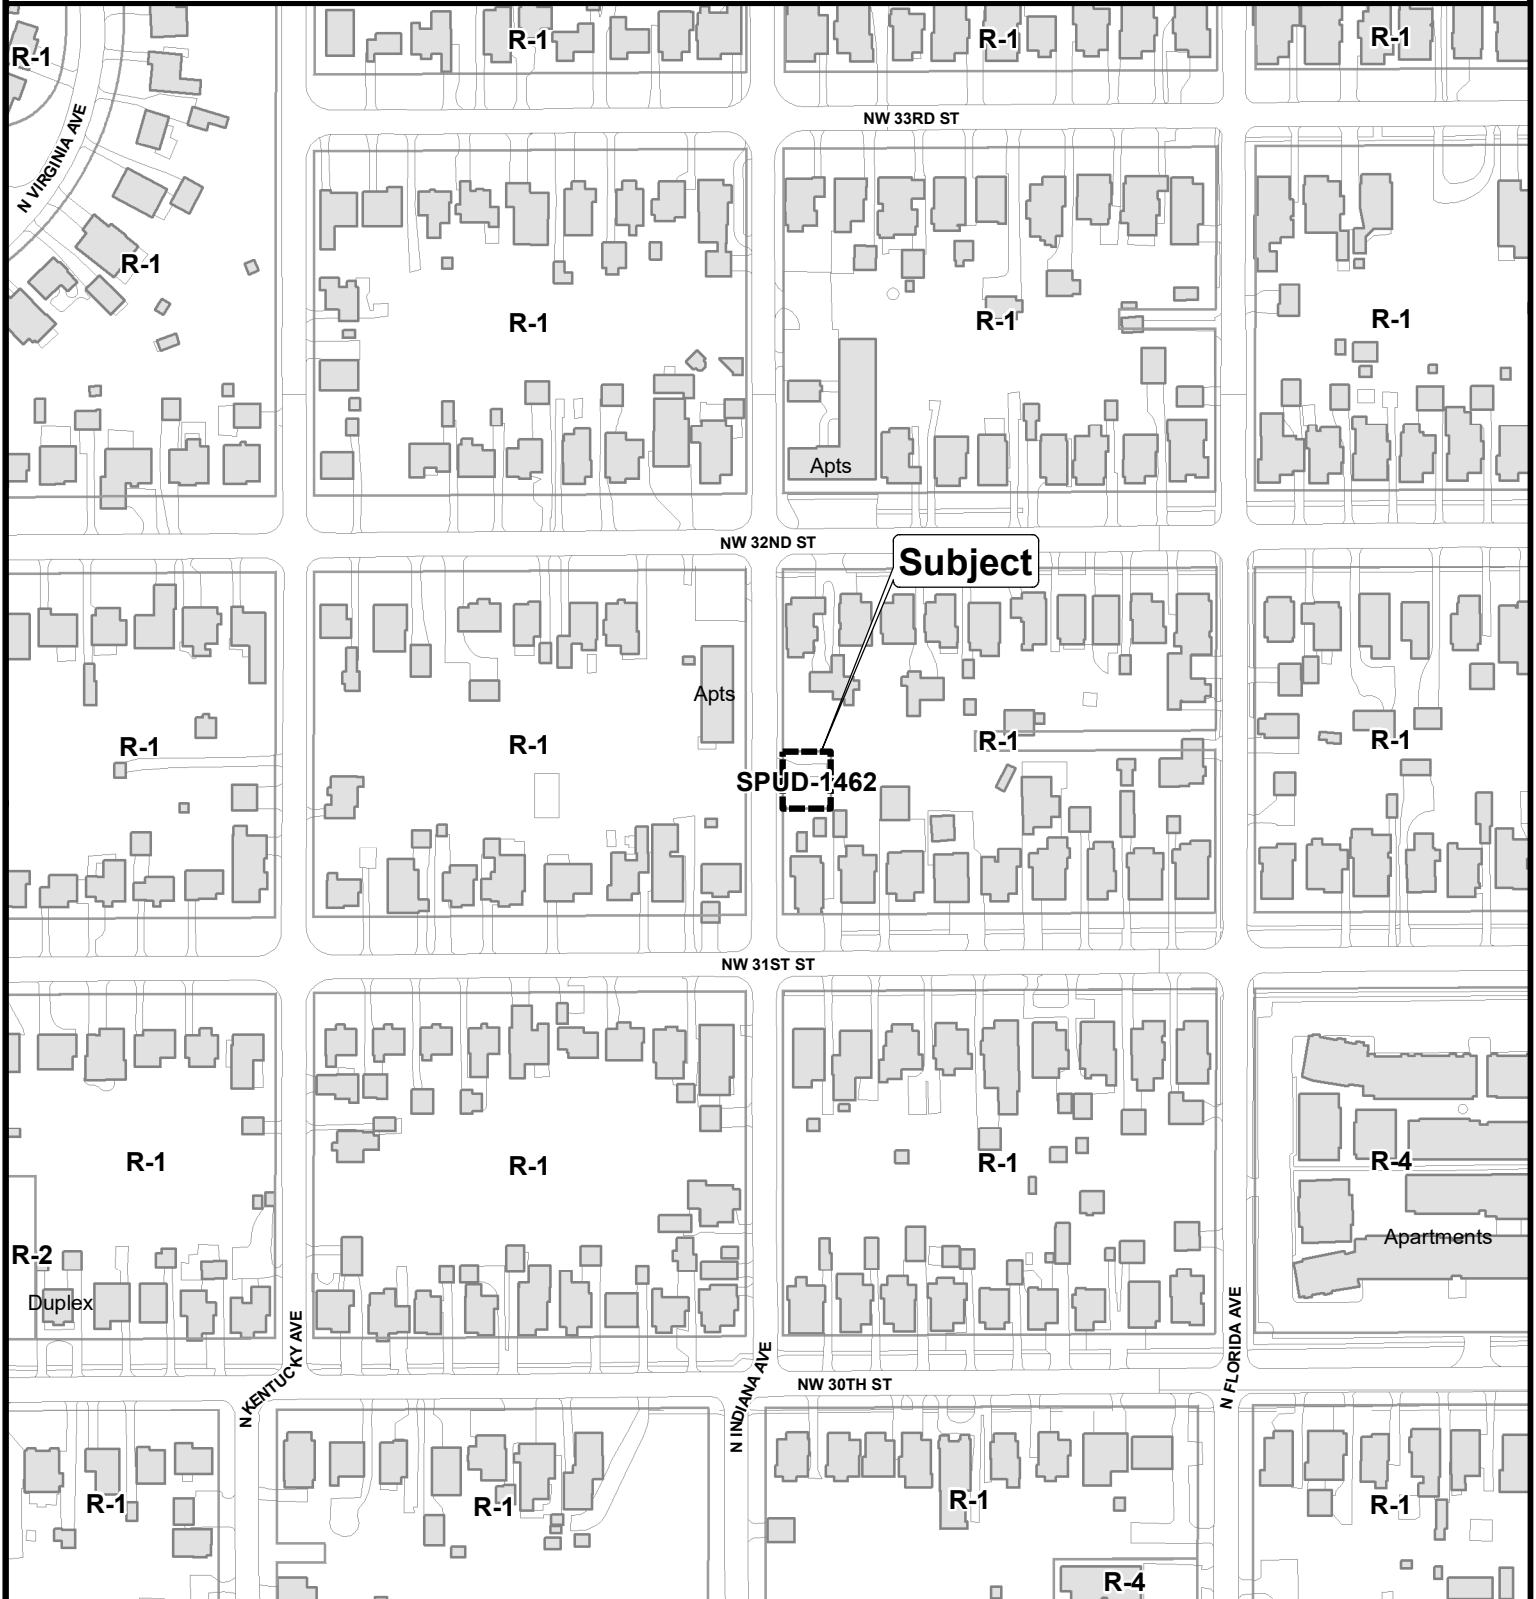 R-1
R-1
R-1
R-1
NW 33RD ST
N VIRGINIA AVE
R-1
R-1
R-1
R-1
Apts
NW 32ND ST
Subject
Apts
R-1
R-1
R-1
R-1
SPUD-1462
NW 31ST ST
R-1
R-1
R-1
R-4
Apartments
R-2
Duplex
N KENTUCKY AVE
N INDIANA AVE
N FLORIDA AVE
NW 30TH ST
R-1
R-1
R-1
R-1
R-4